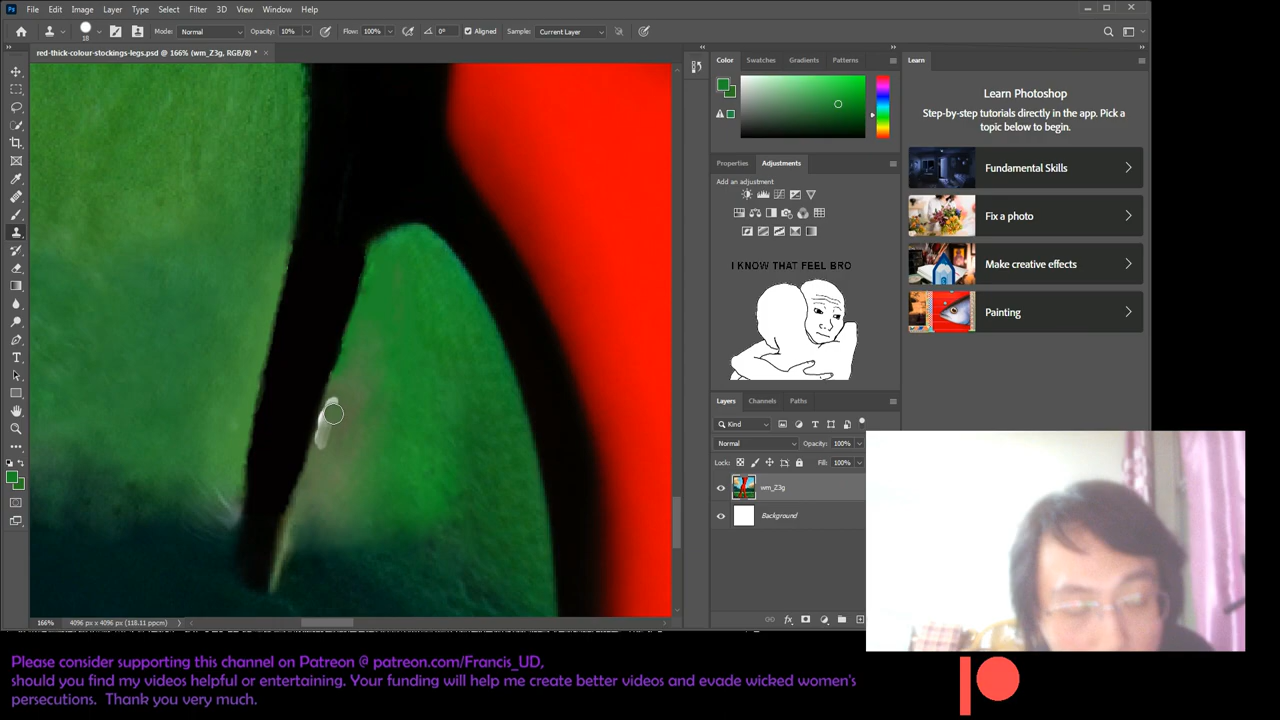 File Edit Image Layer Type Select Filter 3D View Window Help
18 Mode: Normal Opacity: 10% Flow: 100% 0° Aligned Sample: Current Layer
red-thick-colour-stockings-legs.psd @ 166% (wm_Z3g, RGB/8) *
Color Swatches Gradients Patterns
Learn
Learn Photoshop
Step-by-step tutorials directly in the app. Pick a
topic below to begin.
Fundamental Skills
Fix a photo
Make creative effects
Painting
Properties Adjustments
Add an adjustment
I KNOW THAT FEEL BRO
Layers Channels Paths
Kind
Normal Opacity: 100%
Lock: Fill: 100%
wm_Z3g
Background
166% 4096 px x 4096 px (118.11 ppcm)
Please consider supporting this channel on Patreon @ patreon.com/Francis_UD,
should you find my videos helpful or entertaining. Your funding will help me create better videos and evade wicked women's
persecutions. Thank you very much.